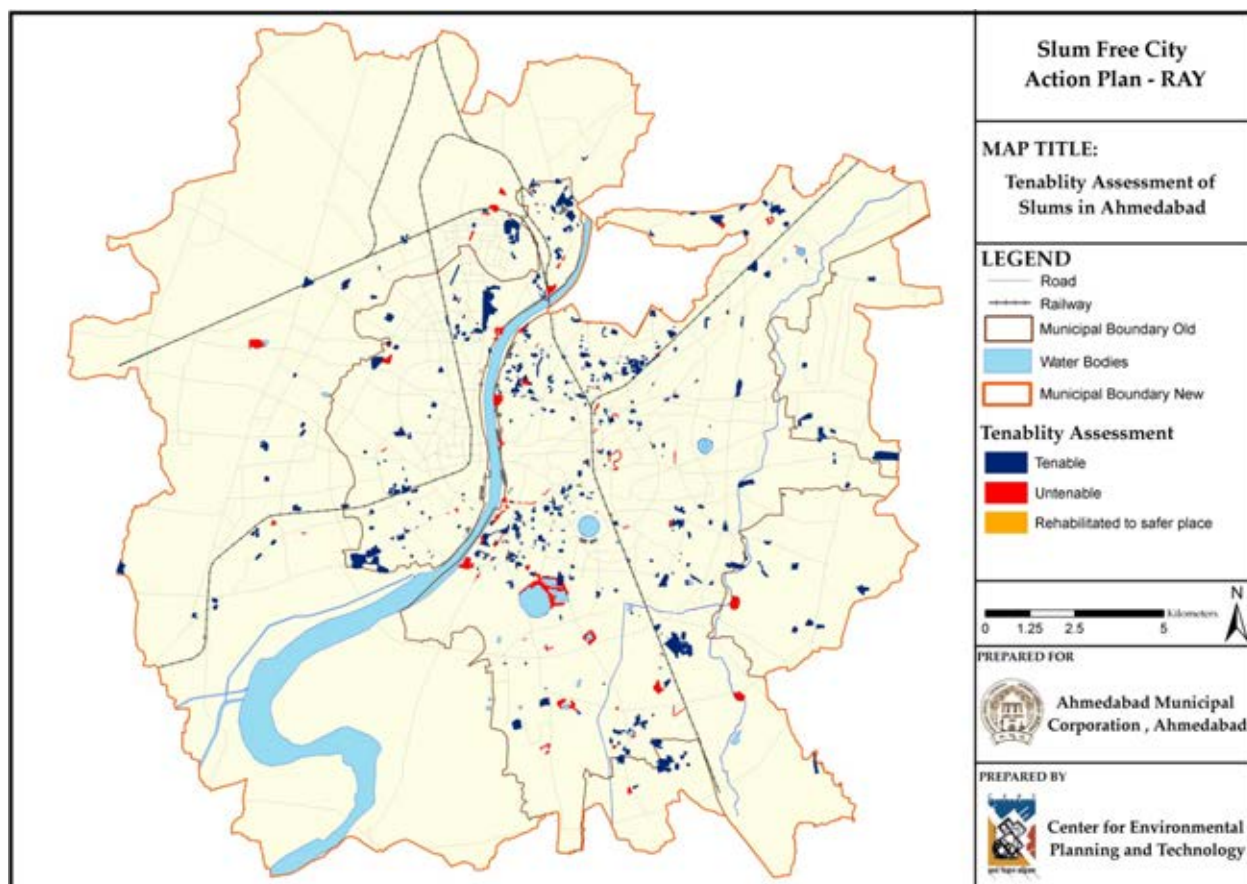 Slum Free City
Action Plan - RAY
MAP TITLE:
Tenablity Assessment of
Slums in Ahmedabad
LEGEND
Road
Railway
Municipal Boundary Old
Water Bodies
Municipal Boundary New
Tenablity Assessment
Tenable
Untenable
Rehabilitated to safer place
N
Kilometers
0 1.25 2.5 5
PREPARED FOR
Ahmedabad Municipal
Corporation , Ahmedabad
PREPARED BY
Center for Environmental
Planning and Technology